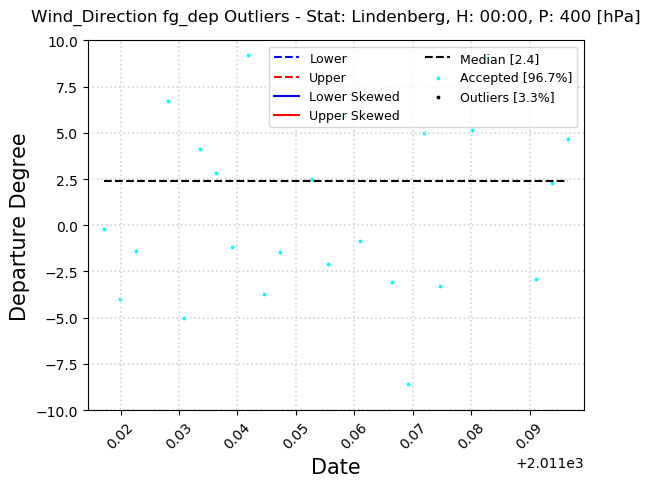 Wind_Direction fg_dep Outliers - Stat: Lindenberg, H: 00:00, P: 400 [hPa]
10.0
7.5
5.0
2.5
0.0
−2.5
−5.0
−7.5
−10.0
Departure Degree
Lower
Upper
Lower Skewed
Upper Skewed
Median [2.4]
Accepted [96.7%]
Outliers [3.3%]
0.02
0.03
0.04
0.05
0.06
0.07
0.08
0.09
+2.011e3
Date